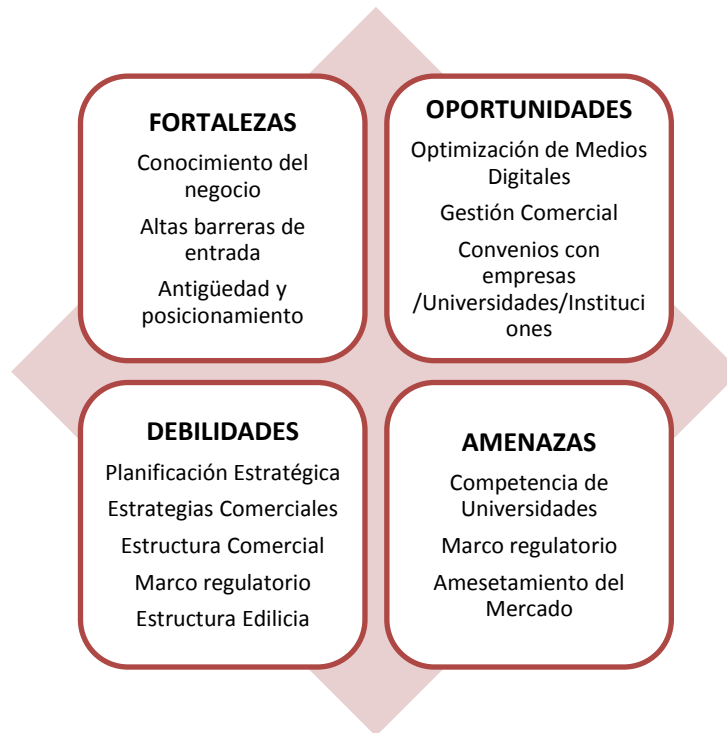 FORTALEZAS
Conocimiento del
negocio
Altas barreras de
entrada
Antigüedad y
posicionamiento
OPORTUNIDADES
Optimización de Medios
Digitales
Gestión Comercial
Convenios con
empresas
/Universidades/Instituci
ones
DEBILIDADES
Planificación Estratégica
Estrategias Comerciales
Estructura Comercial
Marco regulatorio
Estructura Edilicia
AMENAZAS
Competencia de
Universidades
Marco regulatorio
Amesetamiento del
Mercado